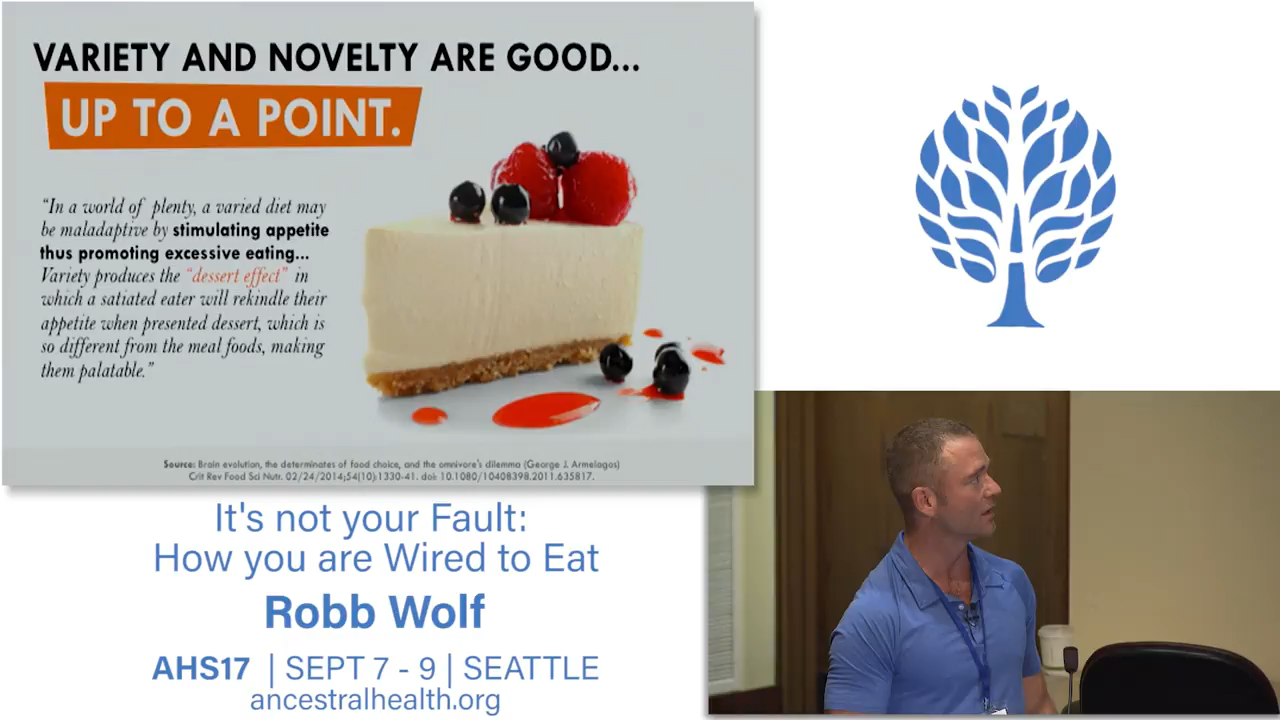 VARIETY AND NOVELTY ARE GOOD...
UP TO A POINT.
“In a world of plenty, a varied diet may
be maladaptive by stimulating appetite
thus promoting excessive eating...
Variety produces the “dessert effect” in
which a satiated eater will rekindle their
appetite when presented dessert, which is
so different from the meal foods, making
them palatable.”
Source: Brain evolution, the determinates of food choice, and the omnivore's dilemma (George J. Armelagos)
Crit Rev Food Sci Nutr. 02/24/2014;54(10):1330-41. doi: 10.1080/10408398.2011.635817.
It's not your Fault:
How you are Wired to Eat
Robb Wolf
AHS17 | SEPT 7 - 9 | SEATTLE
ancestralhealth.org